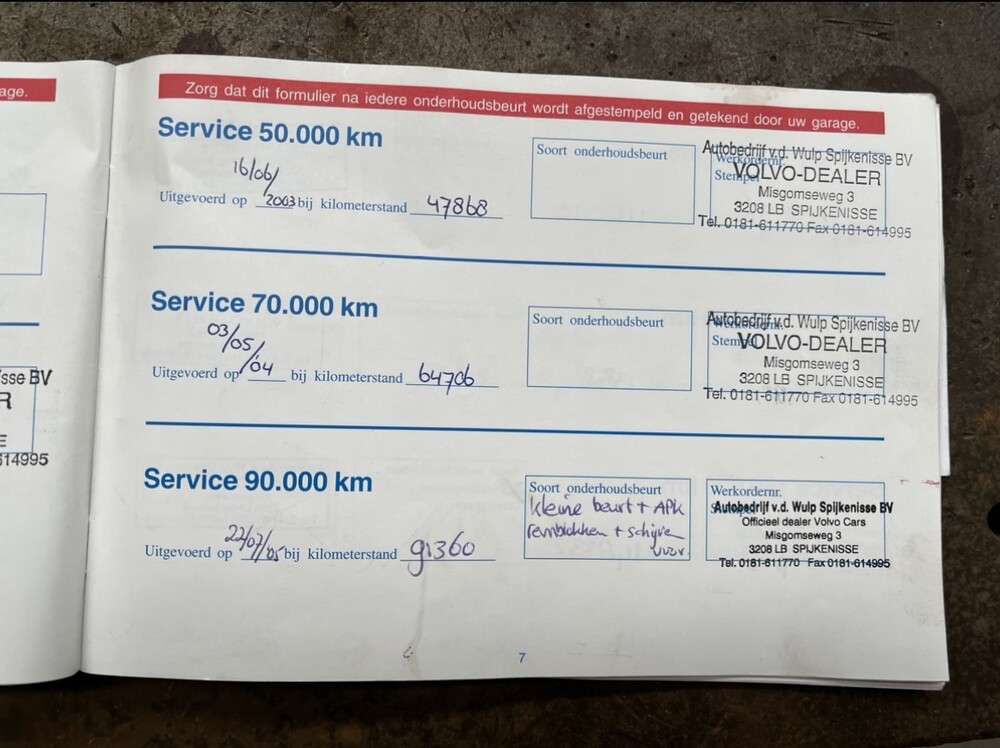 age.
Zorg dat dit formulier na iedere onderhoudsbeurt wordt afgestempeld en getekend door uw garage.
Service 50.000 km
16/06/
Uitgevoerd op 2003 bij kilometerstand 47868
Soort onderhoudsbeurt
Werkordernr.
Stempel
Autobedrijf v.d. Wulp Spijkenisse BV
VOLVO-DEALER
Misgomseweg 3
3208 LB SPIJKENISSE
Tel. 0181-611770 Fax 0181-614995
Service 70.000 km
03/05/
Uitgevoerd op /04 bij kilometerstand 64706
Soort onderhoudsbeurt
Werkordernr.
Stempel
Autobedrijf v.d. Wulp Spijkenisse BV
VOLVO-DEALER
Misgomseweg 3
3208 LB SPIJKENISSE
Tel. 0181-611770 Fax 0181-614995
sse BV
R
E
614995
Service 90.000 km
22/07/
Uitgevoerd op '05 bij kilometerstand 91360
Soort onderhoudsbeurt
kleine beurt + APK
remblokken + schijven
voor.
Werkordernr.
Autobedrijf v.d. Wulp Spijkenisse BV
Officieel dealer Volvo Cars
Misgomseweg 3
3208 LB SPIJKENISSE
Tel. 0181-611770 Fax 0181-614995
7